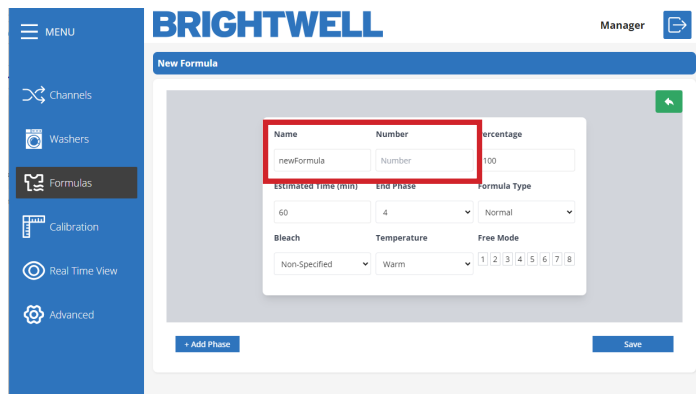 MENU
BRIGHTWELL
Manager
New Formula
Channels
Washers
Formulas
Calibration
Real Time View
Advanced
Name Number Percentage
newFormula Number 100
Estimated Time (min) End Phase Formula Type
60 4 Normal
Bleach Temperature Free Mode
Non-Specified Warm 1 2 3 4 5 6 7 8
+ Add Phase Save